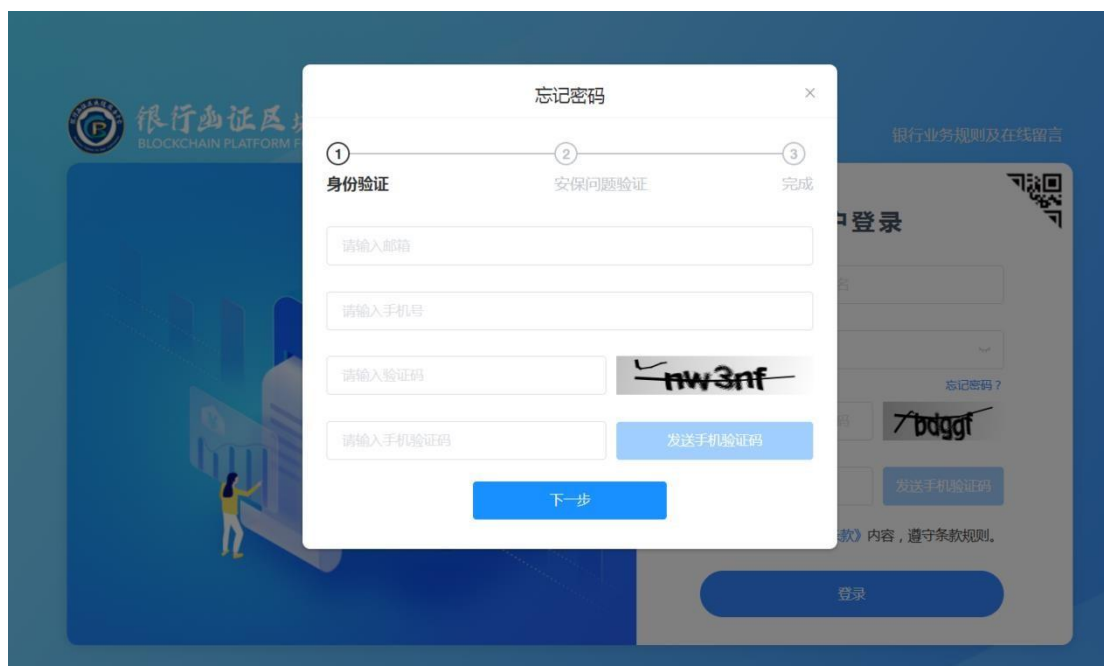 忘记密码
银行函证区
BLOCKCHAIN PLATFORM F
银行业务规则及在线留言
1 2 3
身份验证 安保问题验证 完成
请输入邮箱
请输入手机号
请输入验证码
nw3nf
请输入手机验证码 发送手机验证码
下一步
登录
名
忘记密码？
码
bdggf
发送手机验证码
款》内容，遵守条款规则。
登录